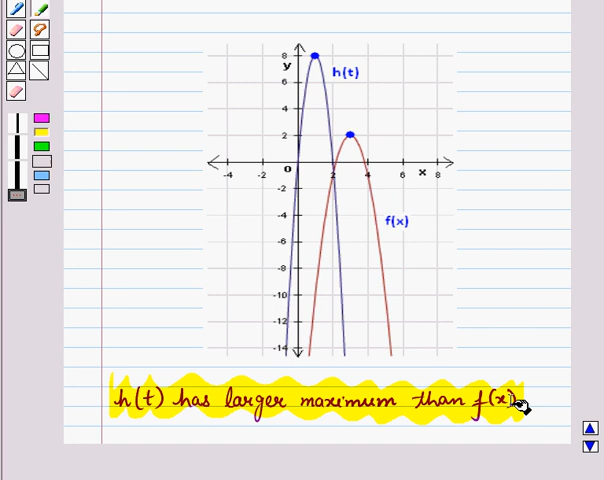 8
y
h(t)
6
4
2
o
-4 -2 2 4 6 x 8
-2
-4
f(x)
-6
-8
-10
-12
-14
h(t) has larger maximum than f(x).